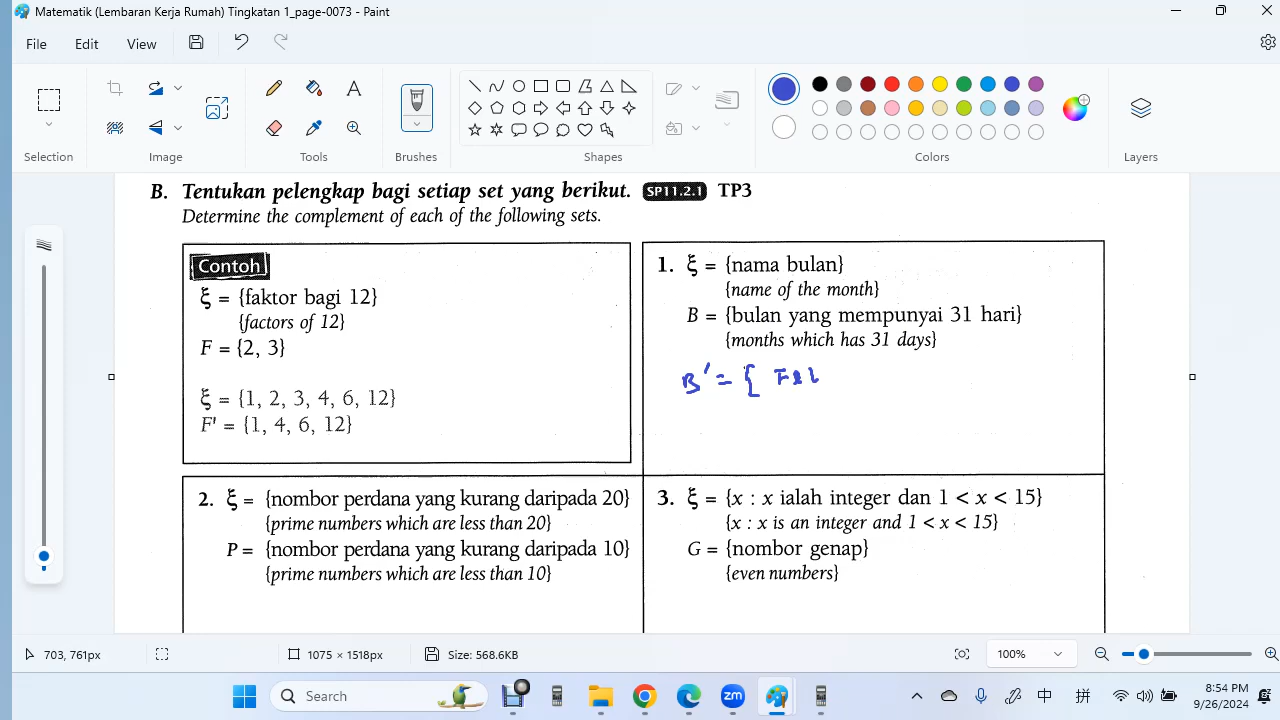 Matematik (Lembaran Kerja Rumah) Tingkatan 1_page-0073 - Paint
File Edit View
Selection Image Tools Brushes Shapes Colors Layers
B. Tentukan pelengkap bagi setiap set yang berikut. SP11.2.1 TP3
Determine the complement of each of the following sets.
Contoh
ξ = {faktor bagi 12}
{factors of 12}
F = {2, 3}
ξ = {1, 2, 3, 4, 6, 12}
F' = {1, 4, 6, 12}
1. ξ = {nama bulan}
{name of the month}
B = {bulan yang mempunyai 31 hari}
{months which has 31 days}
B' = {
2. ξ = {nombor perdana yang kurang daripada 20}
{prime numbers which are less than 20}
P = {nombor perdana yang kurang daripada 10}
{prime numbers which are less than 10}
3. ξ = {x : x ialah integer dan 1 < x < 15}
{x : x is an integer and 1 < x < 15}
G = {nombor genap}
{even numbers}
703, 761px 1075 × 1518px Size: 568.6KB 100%
Search zm 中 拼 8:54 PM
9/26/2024